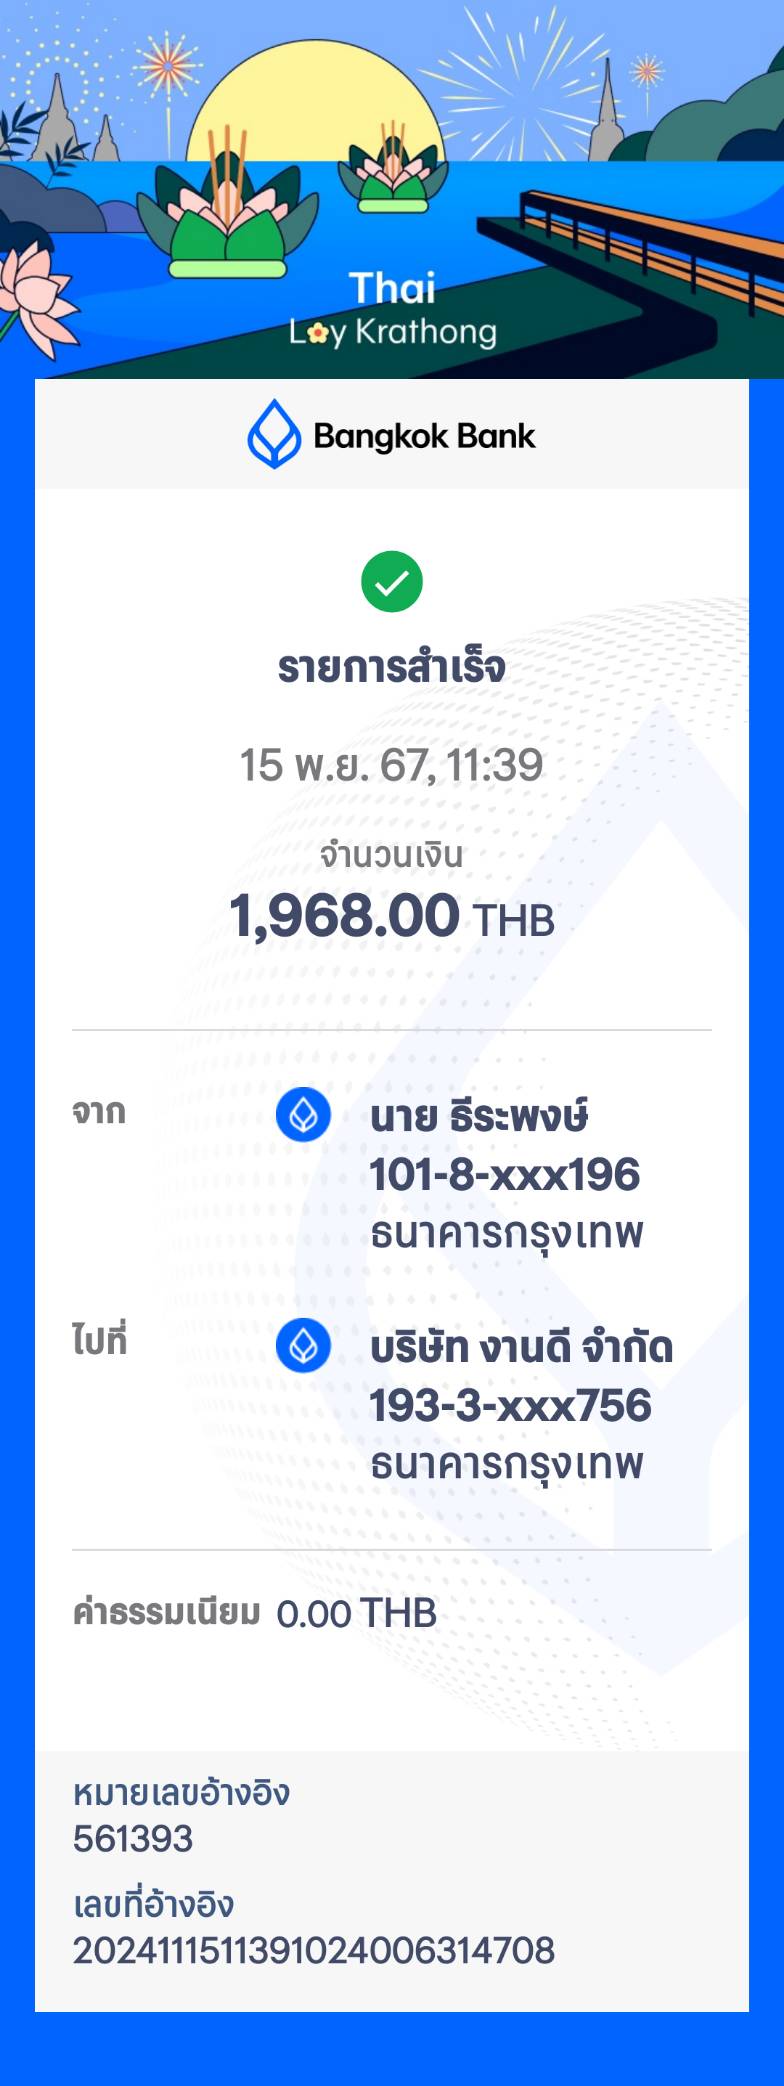 Thai
Loy Krathong
Bangkok Bank
รายการสำเร็จ
15 พ.ย. 67, 11:39
จำนวนเงิน
1,968.00 THB
จาก
นาย ธีระพงษ์
101-8-xxx196
ธนาคารกรุงเทพ
ไปที่
บริษัท งานดี จำกัด
193-3-xxx756
ธนาคารกรุงเทพ
ค่าธรรมเนียม 0.00 THB
หมายเลขอ้างอิง
561393
เลขที่อ้างอิง
2024111511391024006314708